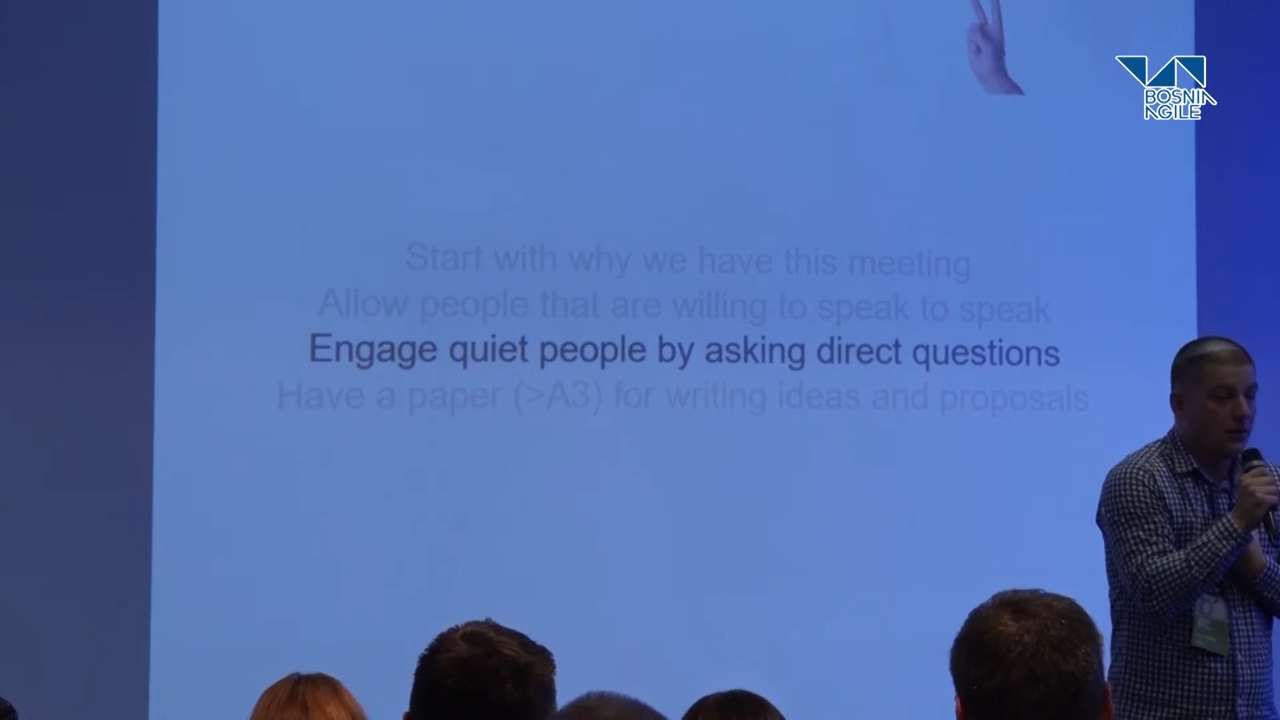 BOSNIA
AGILE
Start with why we have this meeting
Allow people that are willing to speak to speak
Engage quiet people by asking direct questions
Have a paper (>A3) for writing ideas and proposals